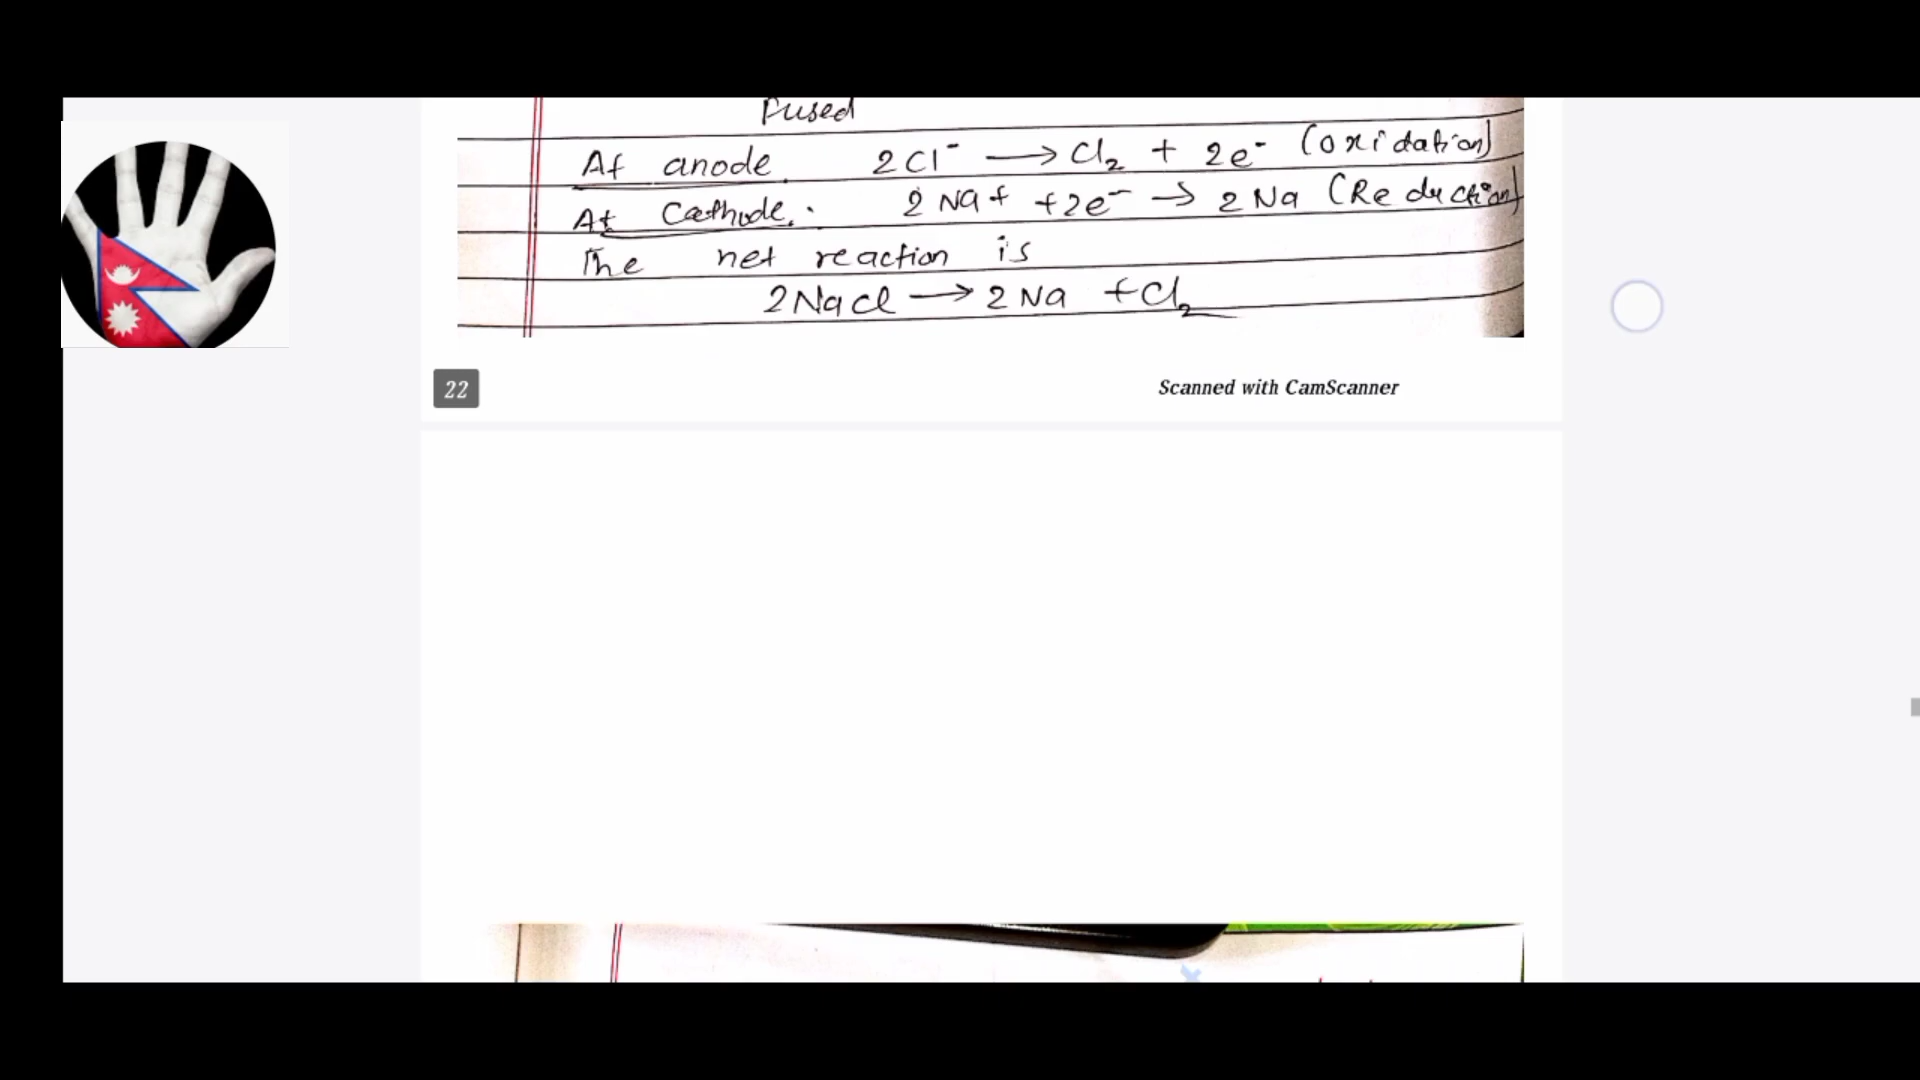 Fused
At anode. 2Cl⁻ → Cl₂ + 2e⁻ (oxidation)
At Cathode. : 2Na+ +2e⁻ → 2Na (Reduction)
The net reaction is
2NaCl → 2Na + Cl₂
22
Scanned with CamScanner